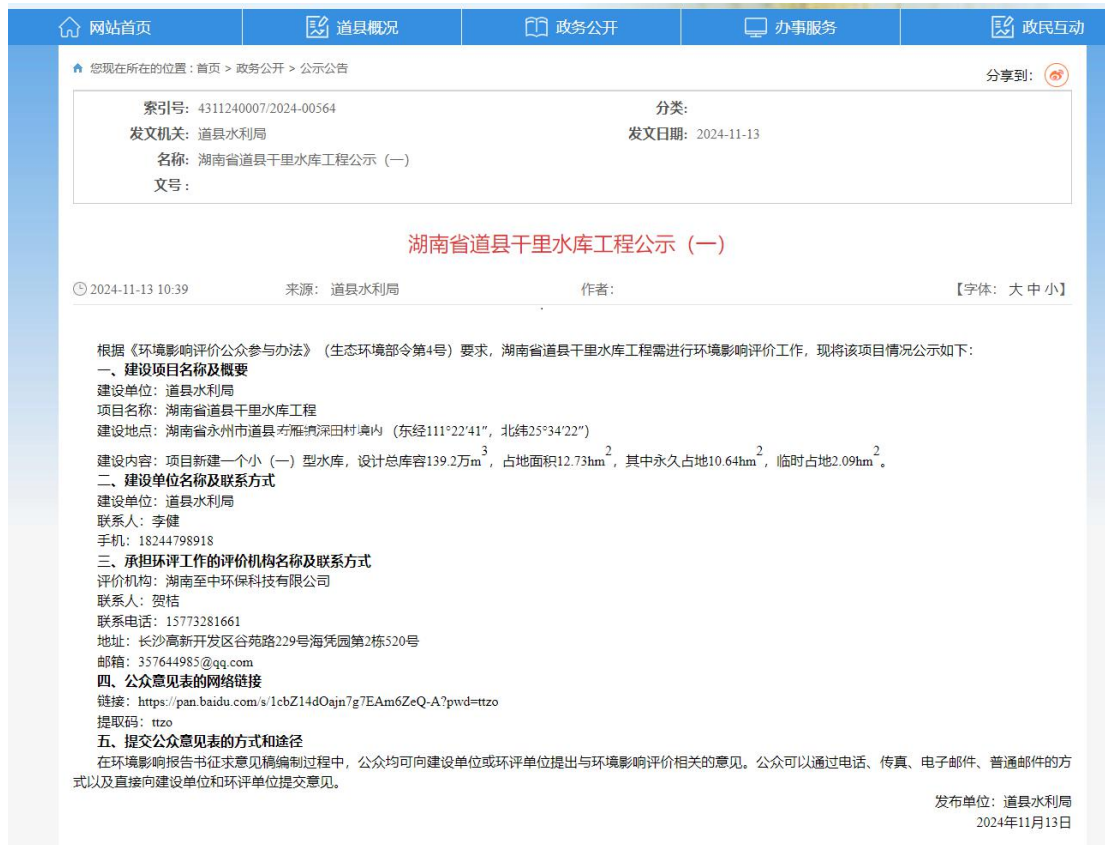 网站首页 道县概况 政务公开 办事服务 政民互动
您现在所在的位置：首页 > 政务公开 > 公示公告
分享到：
索引号：4311240007/2024-00564 分类：
发文机关：道县水利局 发文日期：2024-11-13
名称：湖南省道县干里水库工程公示（一）
文号：
湖南省道县干里水库工程公示（一）
2024-11-13 10:39 来源：道县水利局 作者： 【字体：大 中 小】
根据《环境影响评价公众参与办法》（生态环境部令第4号）要求，湖南省道县干里水库工程需进行环境影响评价工作，现将该项目情况公示如下：
一、建设项目名称及概要
建设单位：道县水利局
项目名称：湖南省道县干里水库工程
建设地点：湖南省永州市道县寿雁镇深田村境内（东经111°22′41″，北纬25°34′22″）
建设内容：项目新建一个小（一）型水库，设计总库容139.2万m³，占地面积12.73hm²，其中永久占地10.64hm²，临时占地2.09hm²。
二、建设单位名称及联系方式
建设单位：道县水利局
联系人：李健
手机：18244798918
三、承担环评工作的评价机构名称及联系方式
评价机构：湖南至中环保科技有限公司
联系人：贺桔
联系电话：15773281661
地址：长沙高新开发区谷苑路229号海凭园第2栋520号
邮箱：357644985@qq.com
四、公众意见表的网络链接
链接：https://pan.baidu.com/s/1cbZ14dOajn7g7EAm6ZeQ-A?pwd=ttzo
提取码：ttzo
五、提交公众意见表的方式和途径
在环境影响报告书征求意见稿编制过程中，公众均可向建设单位或环评单位提出与环境影响评价相关的意见。公众可以通过电话、传真、电子邮件、普通邮件的方
式以及直接向建设单位和环评单位提交意见。
发布单位：道县水利局
2024年11月13日